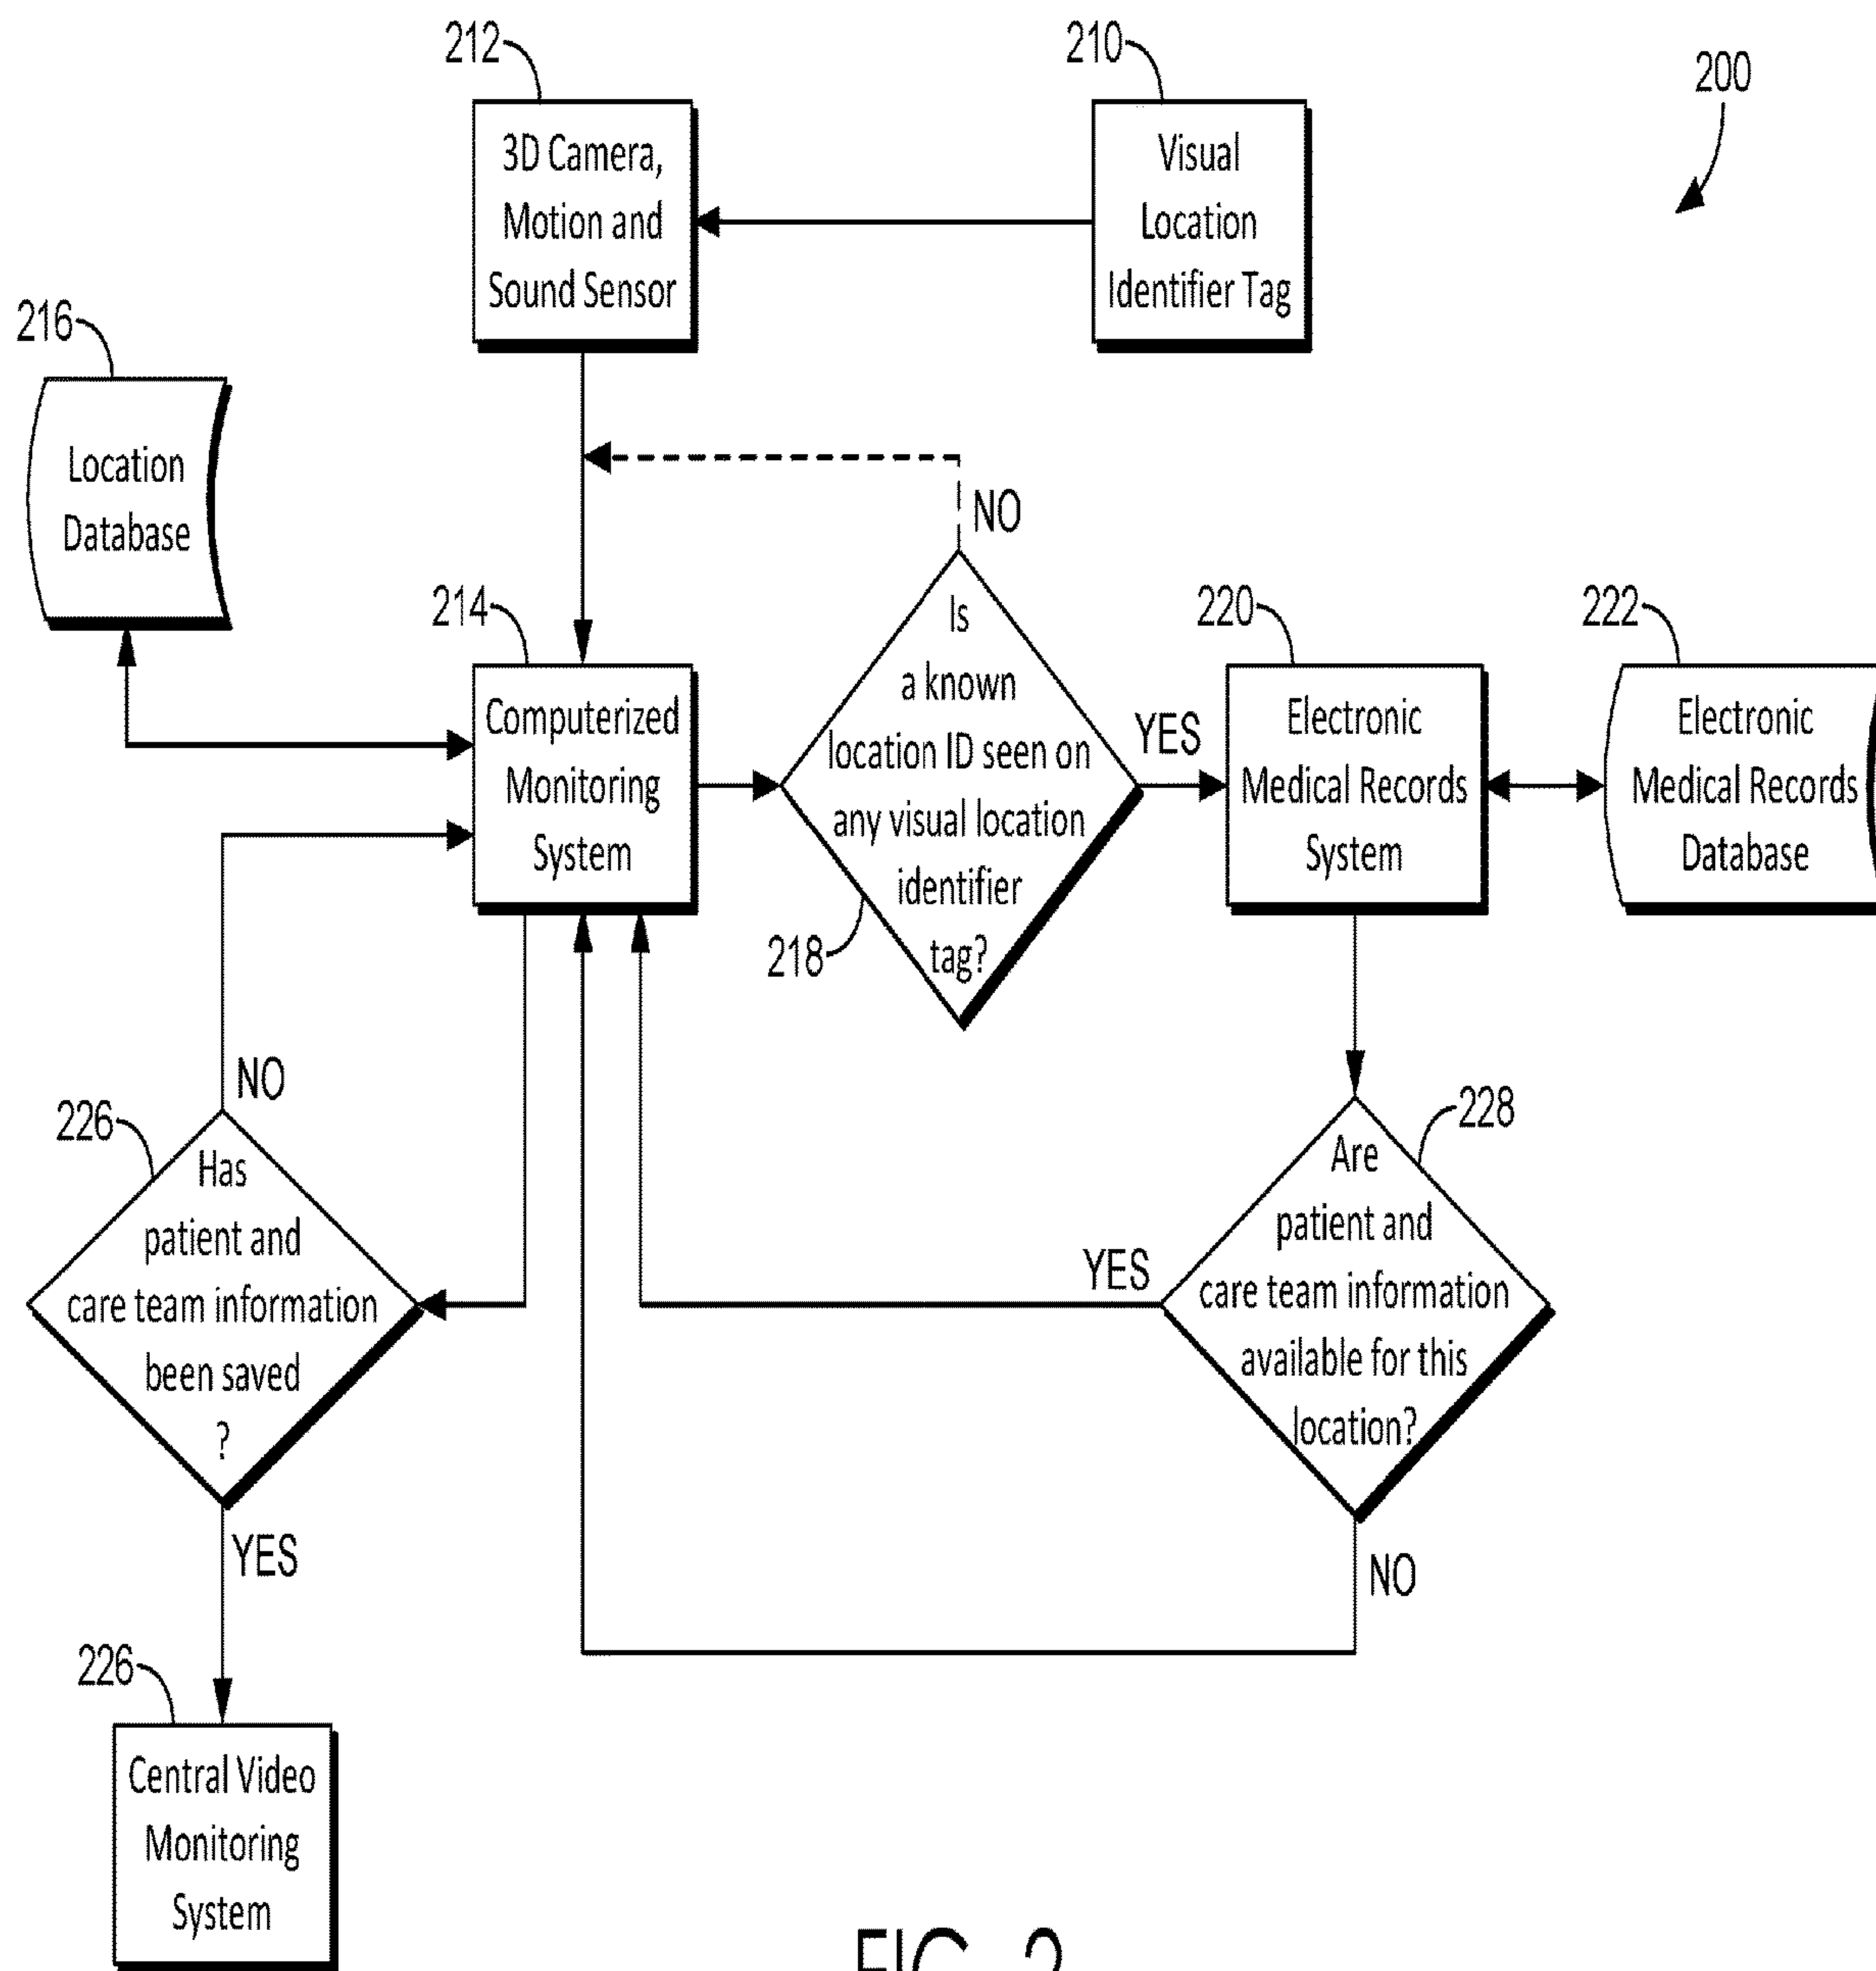 212
210
200
3D Camera,
Motion and
Sound Sensor
Visual
Location
Identifier Tag
216
Location
Database
NO
214
Computerized
Monitoring
System
Is
a known
location ID seen on
any visual location
identifier
tag?
218
YES
220
Electronic
Medical Records
System
222
Electronic
Medical Records
Database
NO
226
Has
patient and
care team information
been saved
?
YES
228
Are
patient and
care team information
available for this
location?
YES
NO
226
Central Video
Monitoring
System
FIG. 2